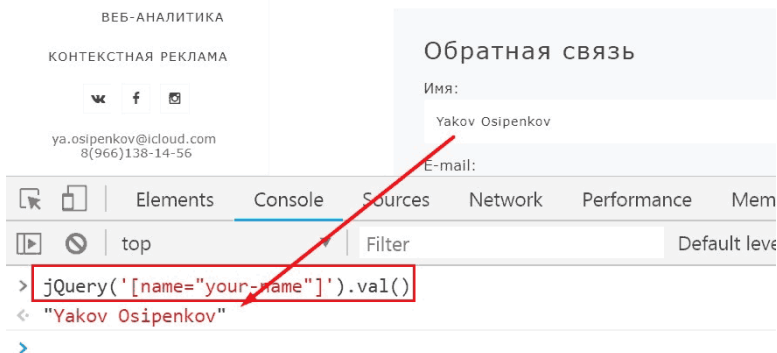 ВЕБ-АНАЛИТИКА
КОНТЕКСТНАЯ РЕКЛАМА
ya.osipenkov@icloud.com
8(966)138-14-56
Обратная связь
Имя:
Yakov Osipenkov
E-mail:
Elements Console Sources Network Performance Mem
top Filter Default leve
> jQuery('[name="your-name"]').val()
"Yakov Osipenkov"
>